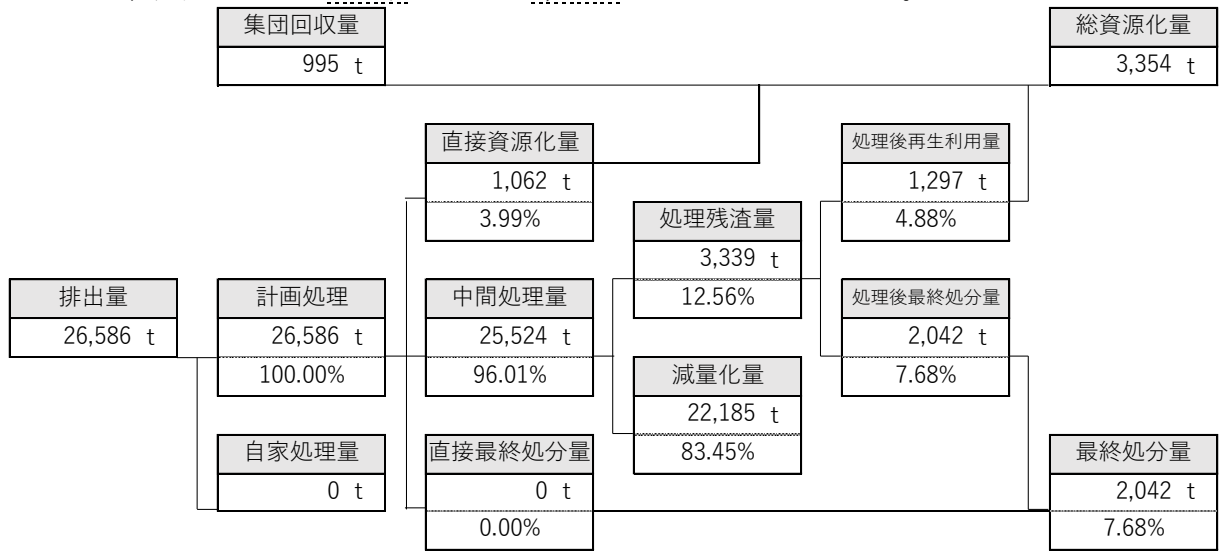 集団回収量
995 t
総資源化量
3,354 t
直接資源化量
1,062 t
3.99%
処理後再生利用量
1,297 t
4.88%
処理残渣量
3,339 t
12.56%
排出量
26,586 t
計画処理
26,586 t
100.00%
中間処理量
25,524 t
96.01%
処理後最終処分量
2,042 t
7.68%
減量化量
22,185 t
83.45%
自家処理量
0 t
直接最終処分量
0 t
0.00%
最終処分量
2,042 t
7.68%